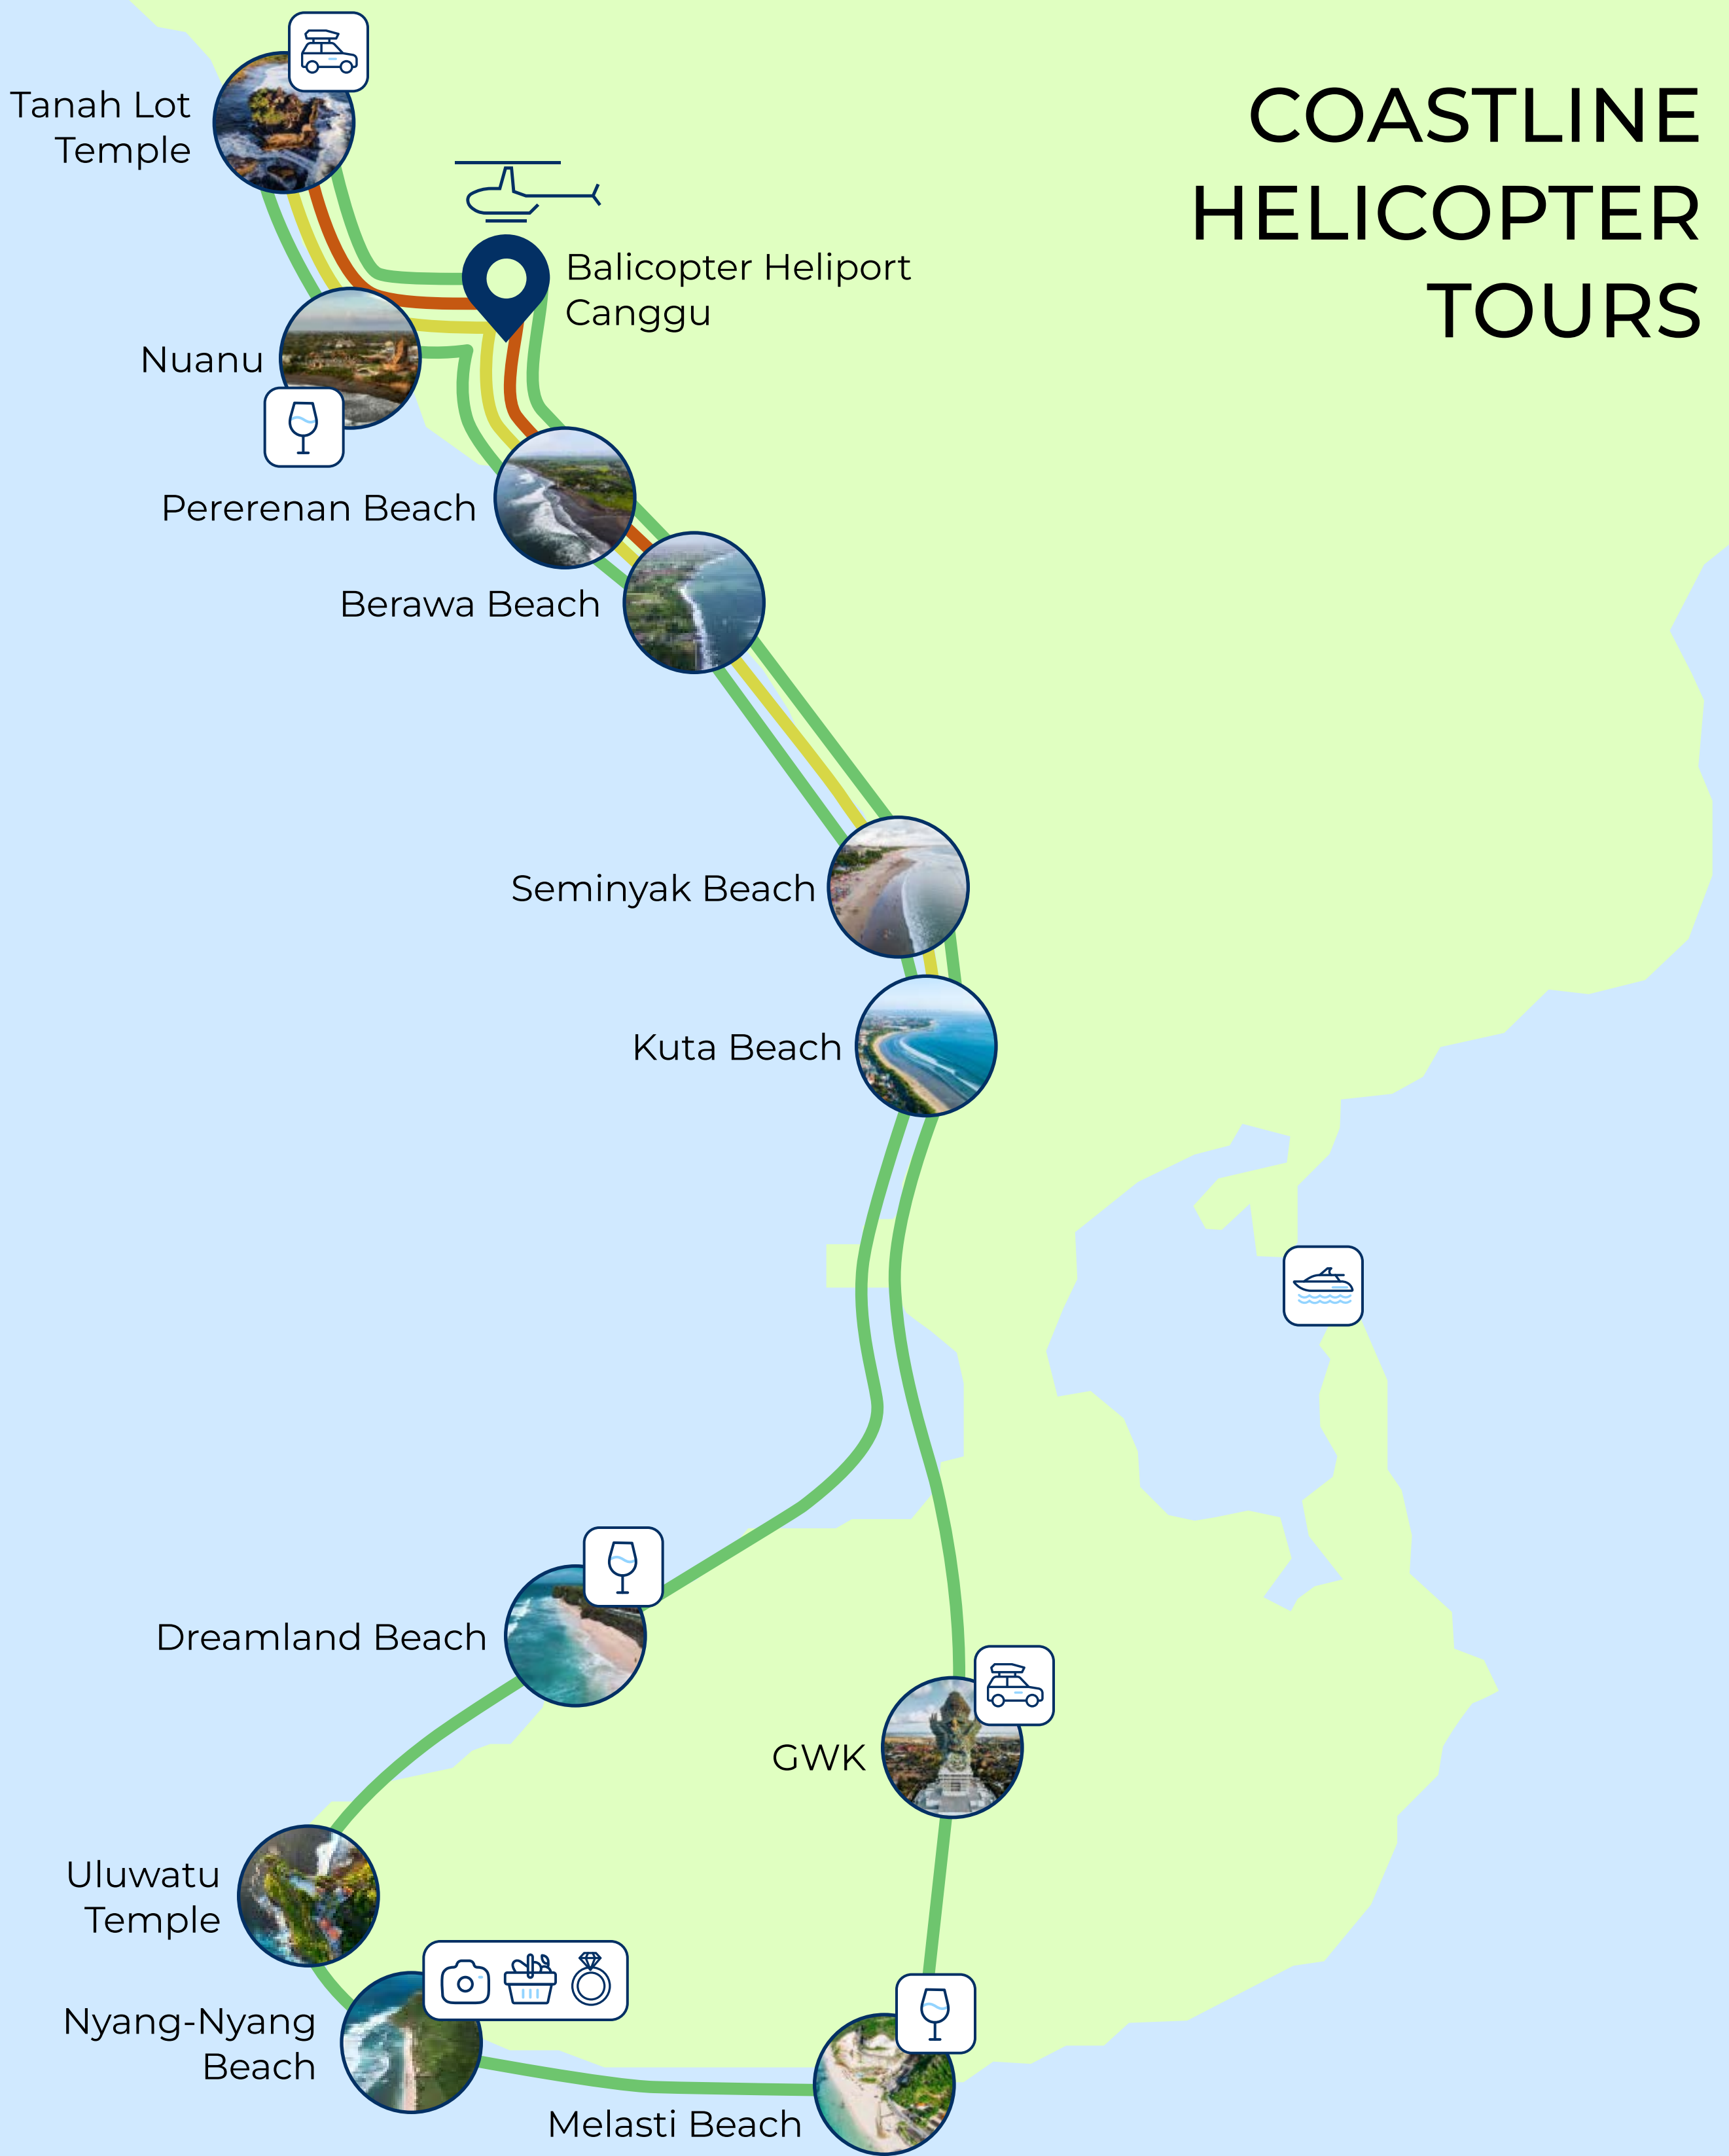 COASTLINE
HELICOPTER
TOURS
Tanah Lot
Temple
Balicopter Heliport
Canggu
Nuanu
Pererenan Beach
Berawa Beach
Seminyak Beach
Kuta Beach
Dreamland Beach
GWK
Uluwatu
Temple
Nyang-Nyang
Beach
Melasti Beach